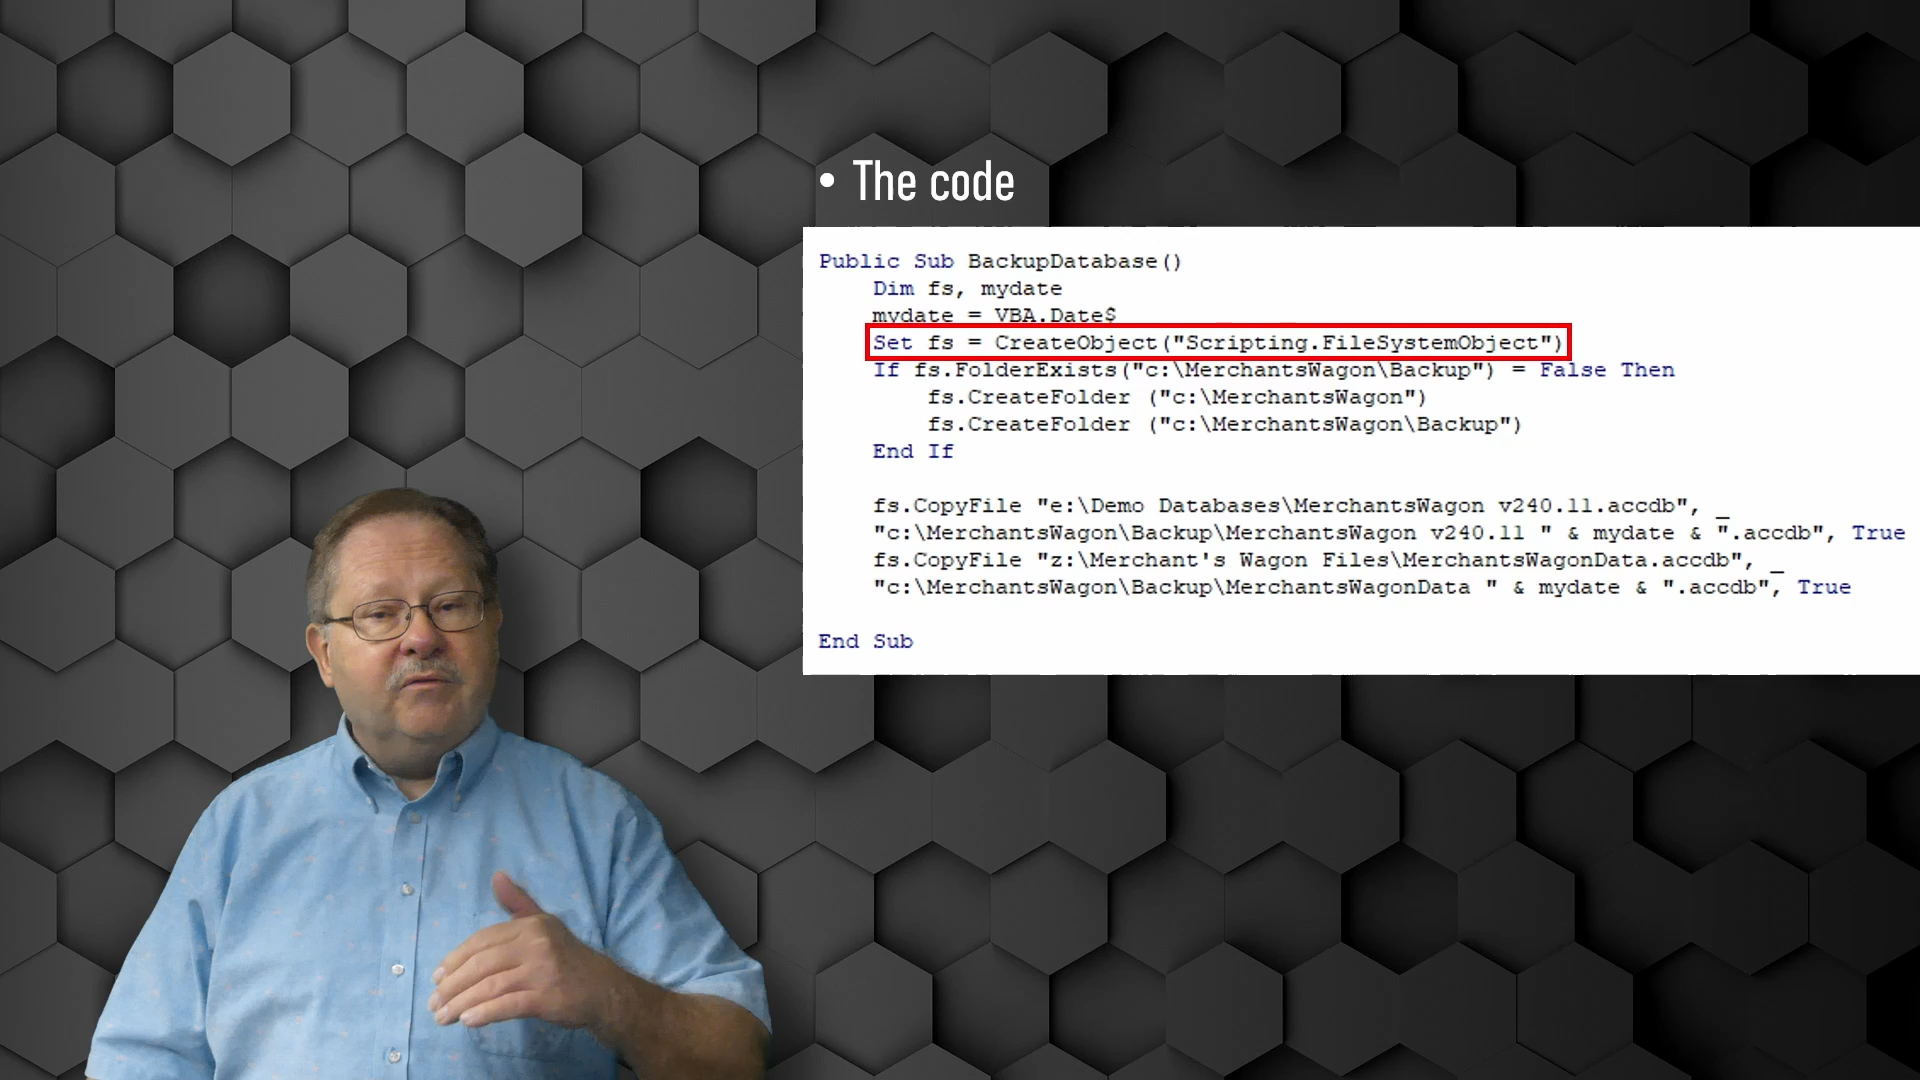 • The code
Public Sub BackupDatabase()
Dim fs, mydate
mydate = VBA.Date$
Set fs = CreateObject("Scripting.FileSystemObject")
If fs.FolderExists("c:\MerchantsWagon\Backup") = False Then
fs.CreateFolder ("c:\MerchantsWagon")
fs.CreateFolder ("c:\MerchantsWagon\Backup")
End If
fs.CopyFile "e:\Demo Databases\MerchantsWagon v240.11.accdb", _
"c:\MerchantsWagon\Backup\MerchantsWagon v240.11 " & mydate & ".accdb", True
fs.CopyFile "z:\Merchant's Wagon Files\MerchantsWagonData.accdb", _
"c:\MerchantsWagon\Backup\MerchantsWagonData " & mydate & ".accdb", True
End Sub